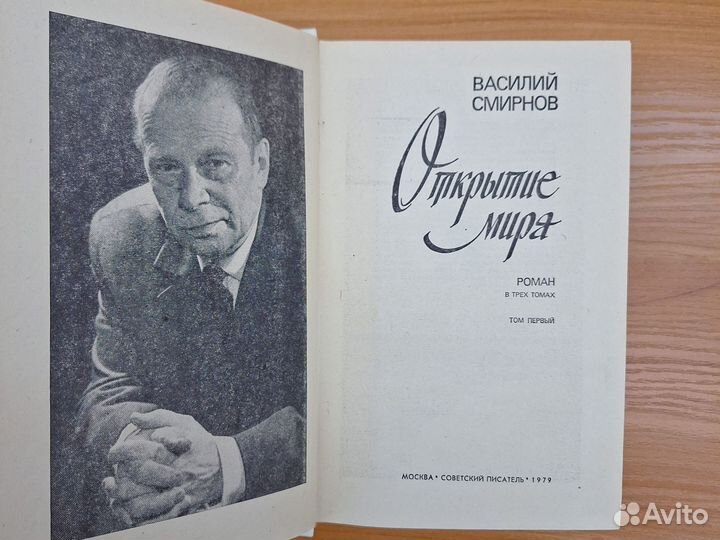 ВАСИЛИЙ
СМИРНОВ
Открытие
мира
РОМАН
В ТРЕХ ТОМАХ
ТОМ ПЕРВЫЙ
МОСКВА • СОВЕТСКИЙ ПИСАТЕЛЬ • 1979
Avito